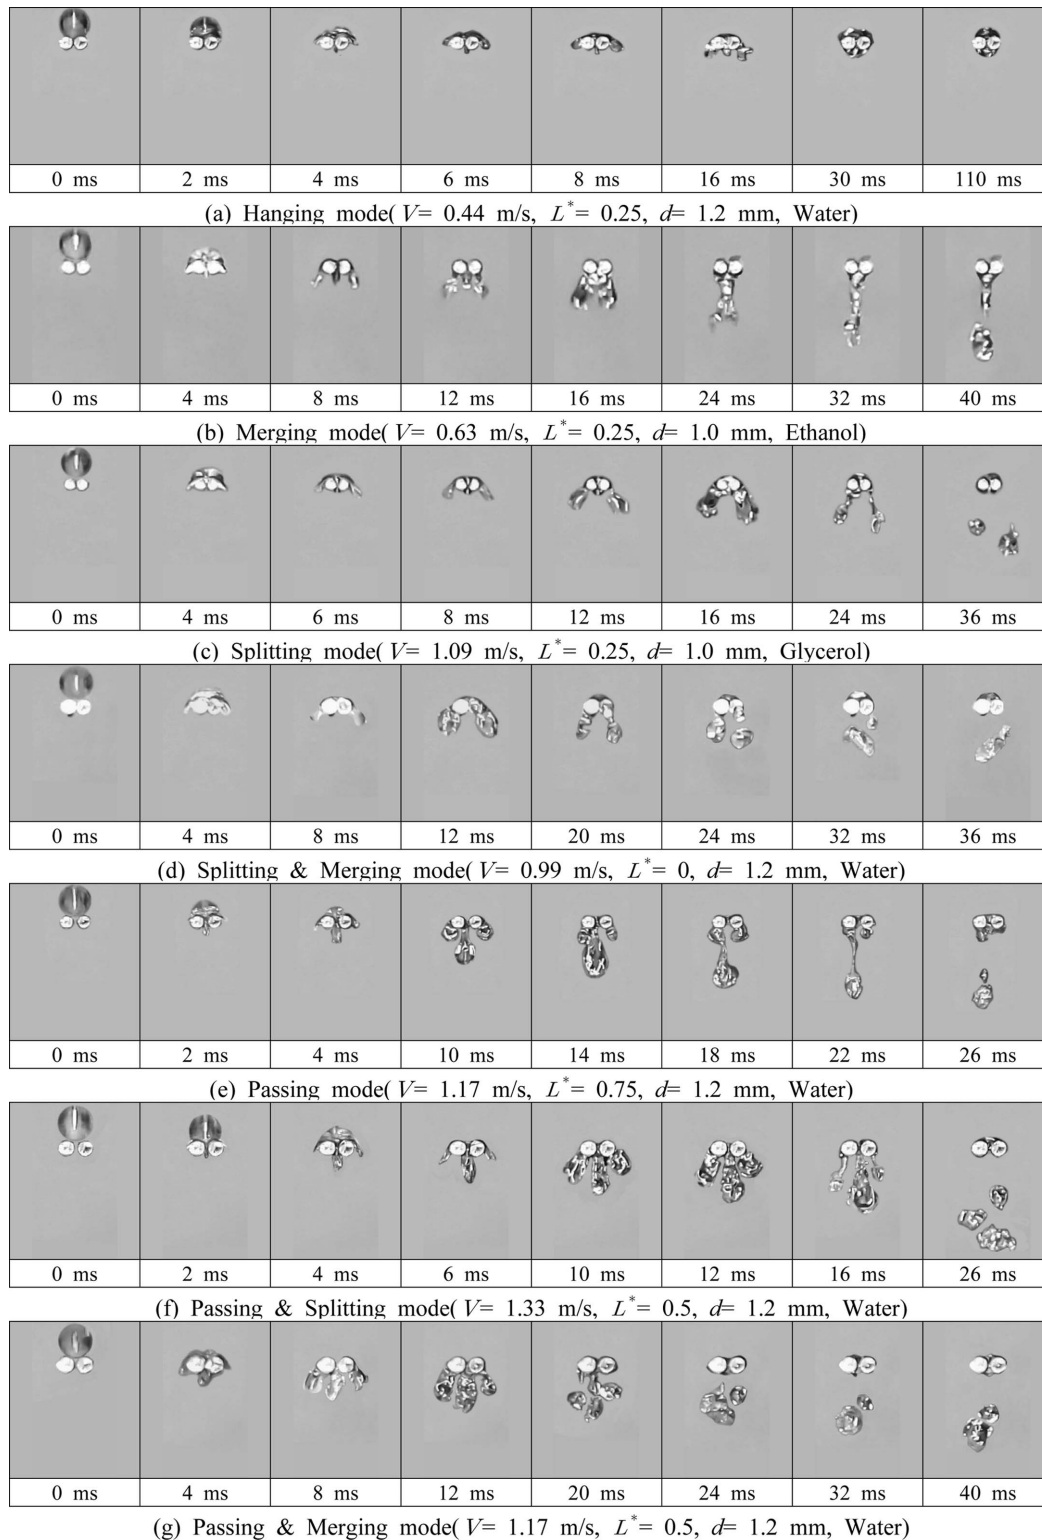 0 ms 2 ms 4 ms 6 ms 8 ms 16 ms 30 ms 110 ms
(a) Hanging mode( V= 0.44 m/s, L*= 0.25, d= 1.2 mm, Water)
0 ms 4 ms 8 ms 12 ms 16 ms 24 ms 32 ms 40 ms
(b) Merging mode( V= 0.63 m/s, L*= 0.25, d= 1.0 mm, Ethanol)
0 ms 4 ms 6 ms 8 ms 12 ms 16 ms 24 ms 36 ms
(c) Splitting mode( V= 1.09 m/s, L*= 0.25, d= 1.0 mm, Glycerol)
0 ms 4 ms 8 ms 12 ms 20 ms 24 ms 32 ms 36 ms
(d) Splitting & Merging mode( V= 0.99 m/s, L*= 0, d= 1.2 mm, Water)
0 ms 2 ms 4 ms 10 ms 14 ms 18 ms 22 ms 26 ms
(e) Passing mode( V= 1.17 m/s, L*= 0.75, d= 1.2 mm, Water)
0 ms 2 ms 4 ms 6 ms 10 ms 12 ms 16 ms 26 ms
(f) Passing & Splitting mode( V= 1.33 m/s, L*= 0.5, d= 1.2 mm, Water)
0 ms 4 ms 8 ms 12 ms 20 ms 24 ms 32 ms 40 ms
(g) Passing & Merging mode( V= 1.17 m/s, L*= 0.5, d= 1.2 mm, Water)